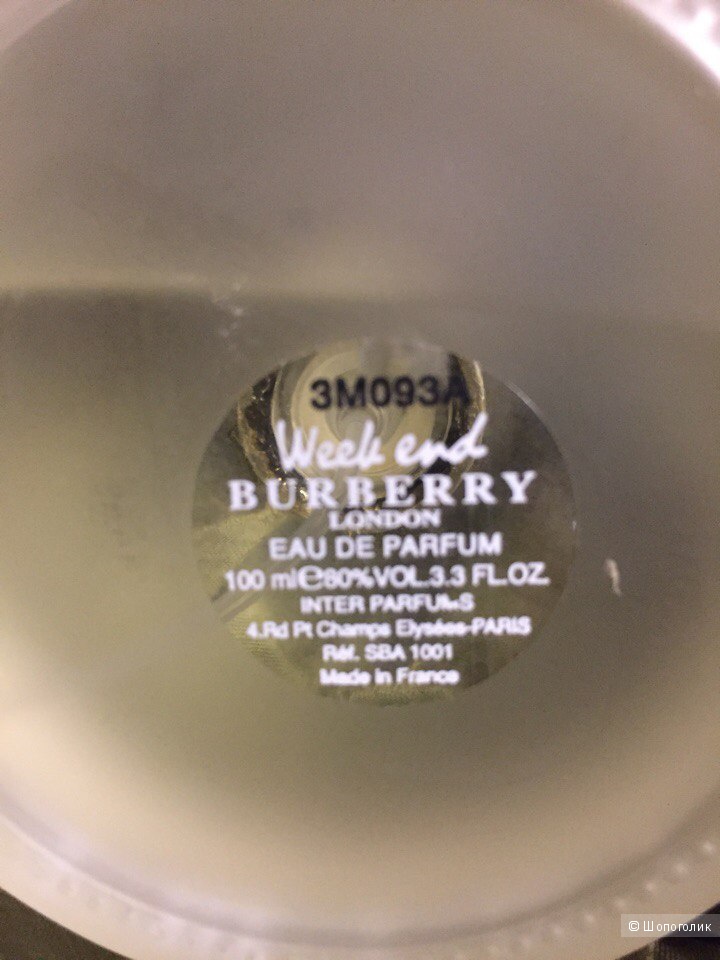 3M093A
Week end
BURBERRY
LONDON
EAU DE PARFUM
100 ml℮80%VOL.3.3 FL.OZ.
INTER PARFUMS
4.Rd Pt Champs Elysées-PARIS
Réf. SBA 1001
Made in France
© Шопоголик